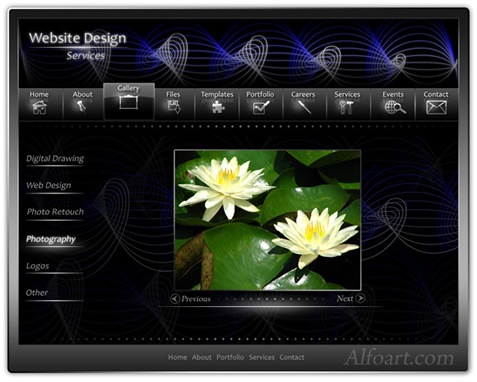 Website Design
Services
Home About Gallery Files Templates Portfolio Careers Services Events Contact
Digital Drawing
Web Design
Photo Retouch
Photography
Logos
Other
Previous Next
Home About Portfolio Services Contact
Alfoart.com